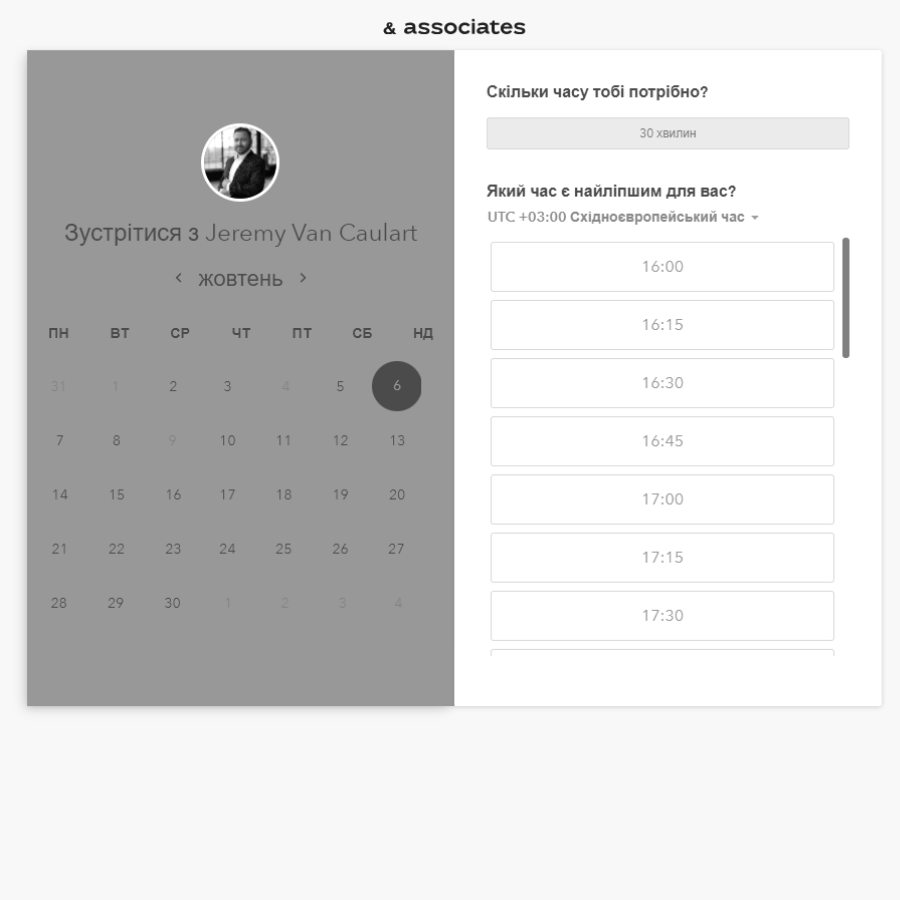 & associates
Зустрітися з Jeremy Van Caulart
жовтень
ПН ВТ СР ЧТ ПТ СБ НД
31 1 2 3 4 5 6
7 8 9 10 11 12 13
14 15 16 17 18 19 20
21 22 23 24 25 26 27
28 29 30 1 2 3 4
Скільки часу тобі потрібно?
30 хвилин
Який час є найліпшим для вас?
UTC +03:00 Східноєвропейський час
16:00
16:15
16:30
16:45
17:00
17:15
17:30